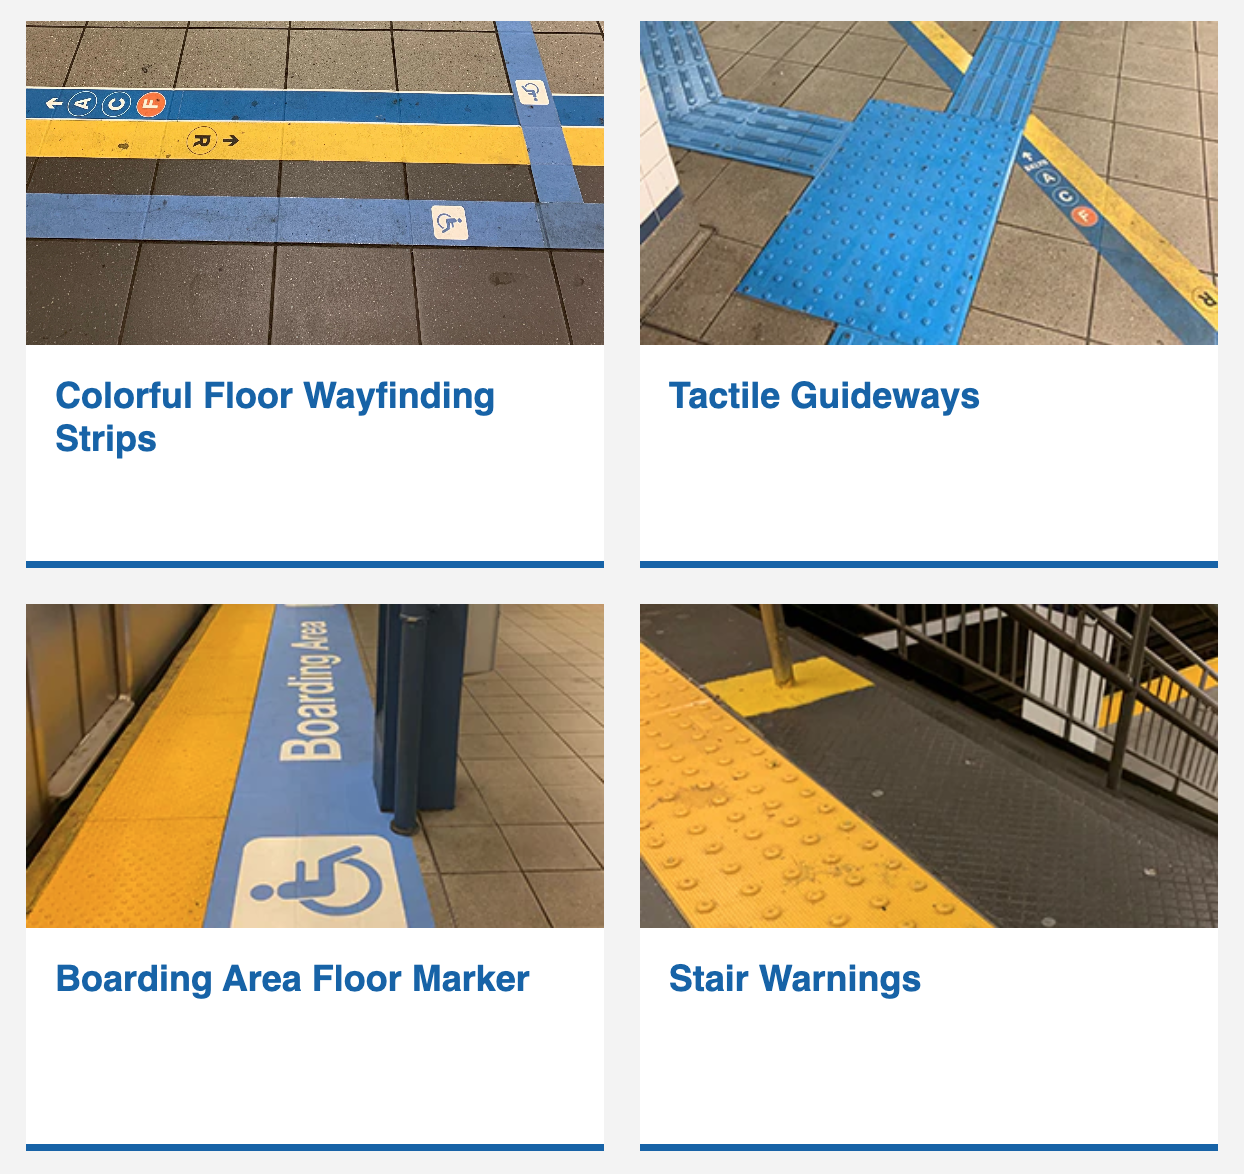 ↑ A C F
R →
Colorful Floor Wayfinding
Strips
↑
A C F
R
Tactile Guideways
Boarding Area
Boarding Area Floor Marker
Stair Warnings